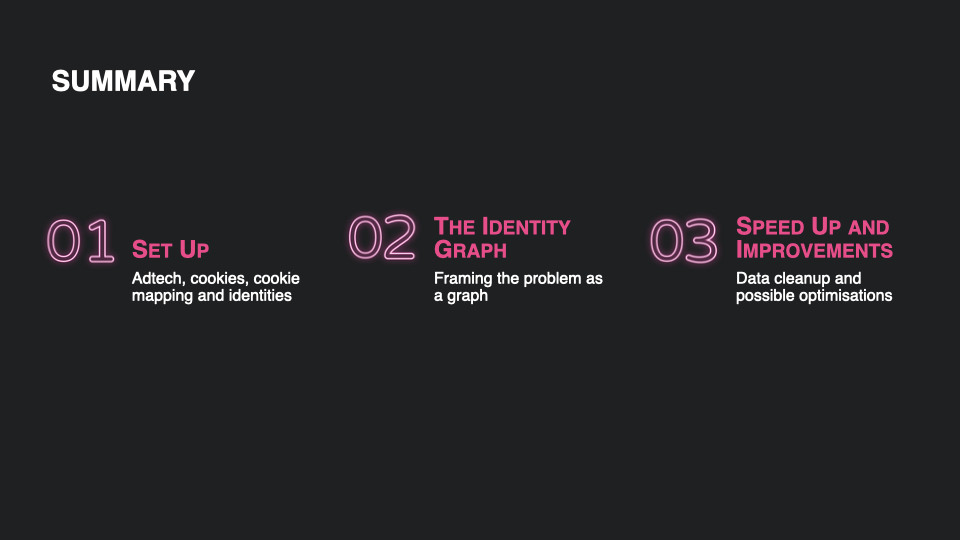 SUMMARY
01
SET UP
Adtech, cookies, cookie
mapping and identities
02
THE IDENTITY
GRAPH
Framing the problem as
a graph
03
SPEED UP AND
IMPROVEMENTS
Data cleanup and
possible optimisations